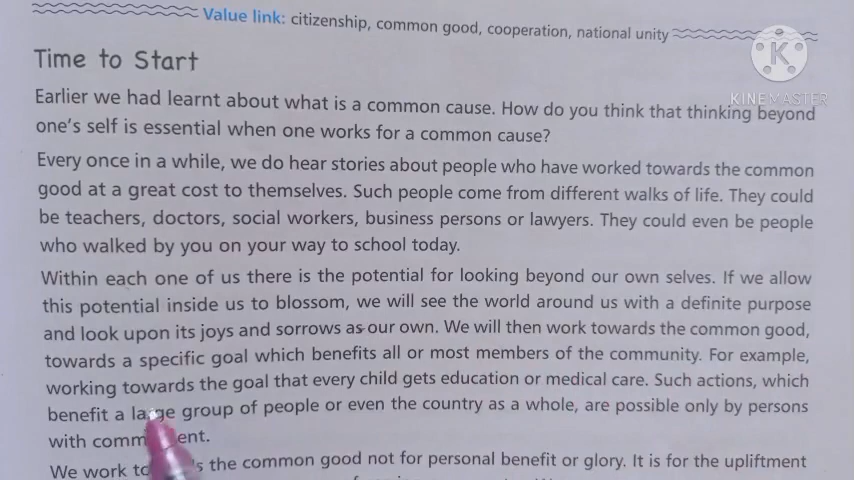 Value link: citizenship, common good, cooperation, national unity
KINEMASTER
Time to Start
Earlier we had learnt about what is a common cause. How do you think that thinking beyond
one's self is essential when one works for a common cause?
Every once in a while, we do hear stories about people who have worked towards the common
good at a great cost to themselves. Such people come from different walks of life. They could
be teachers, doctors, social workers, business persons or lawyers. They could even be people
who walked by you on your way to school today.
Within each one of us there is the potential for looking beyond our own selves. If we allow
this potential inside us to blossom, we will see the world around us with a definite purpose
and look upon its joys and sorrows as our own. We will then work towards the common good,
towards a specific goal which benefits all or most members of the community. For example,
working towards the goal that every child gets education or medical care. Such actions, which
benefit a large group of people or even the country as a whole, are possible only by persons
with
We work the common good not for personal benefit or glory. It is for the upliftment